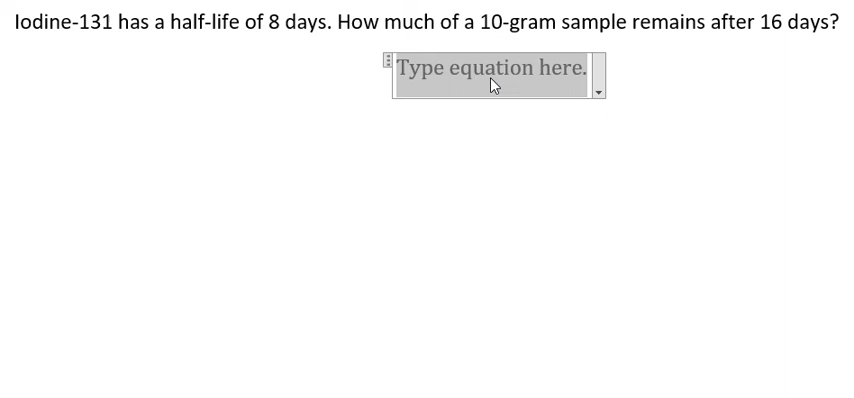 Iodine-131 has a half-life of 8 days. How much of a 10-gram sample remains after 16 days?
Type equation here.